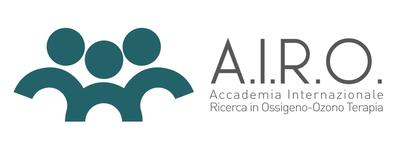 A.I.R.O.
Accademia Internazionale
Ricerca in Ossigeno-Ozono Terapia